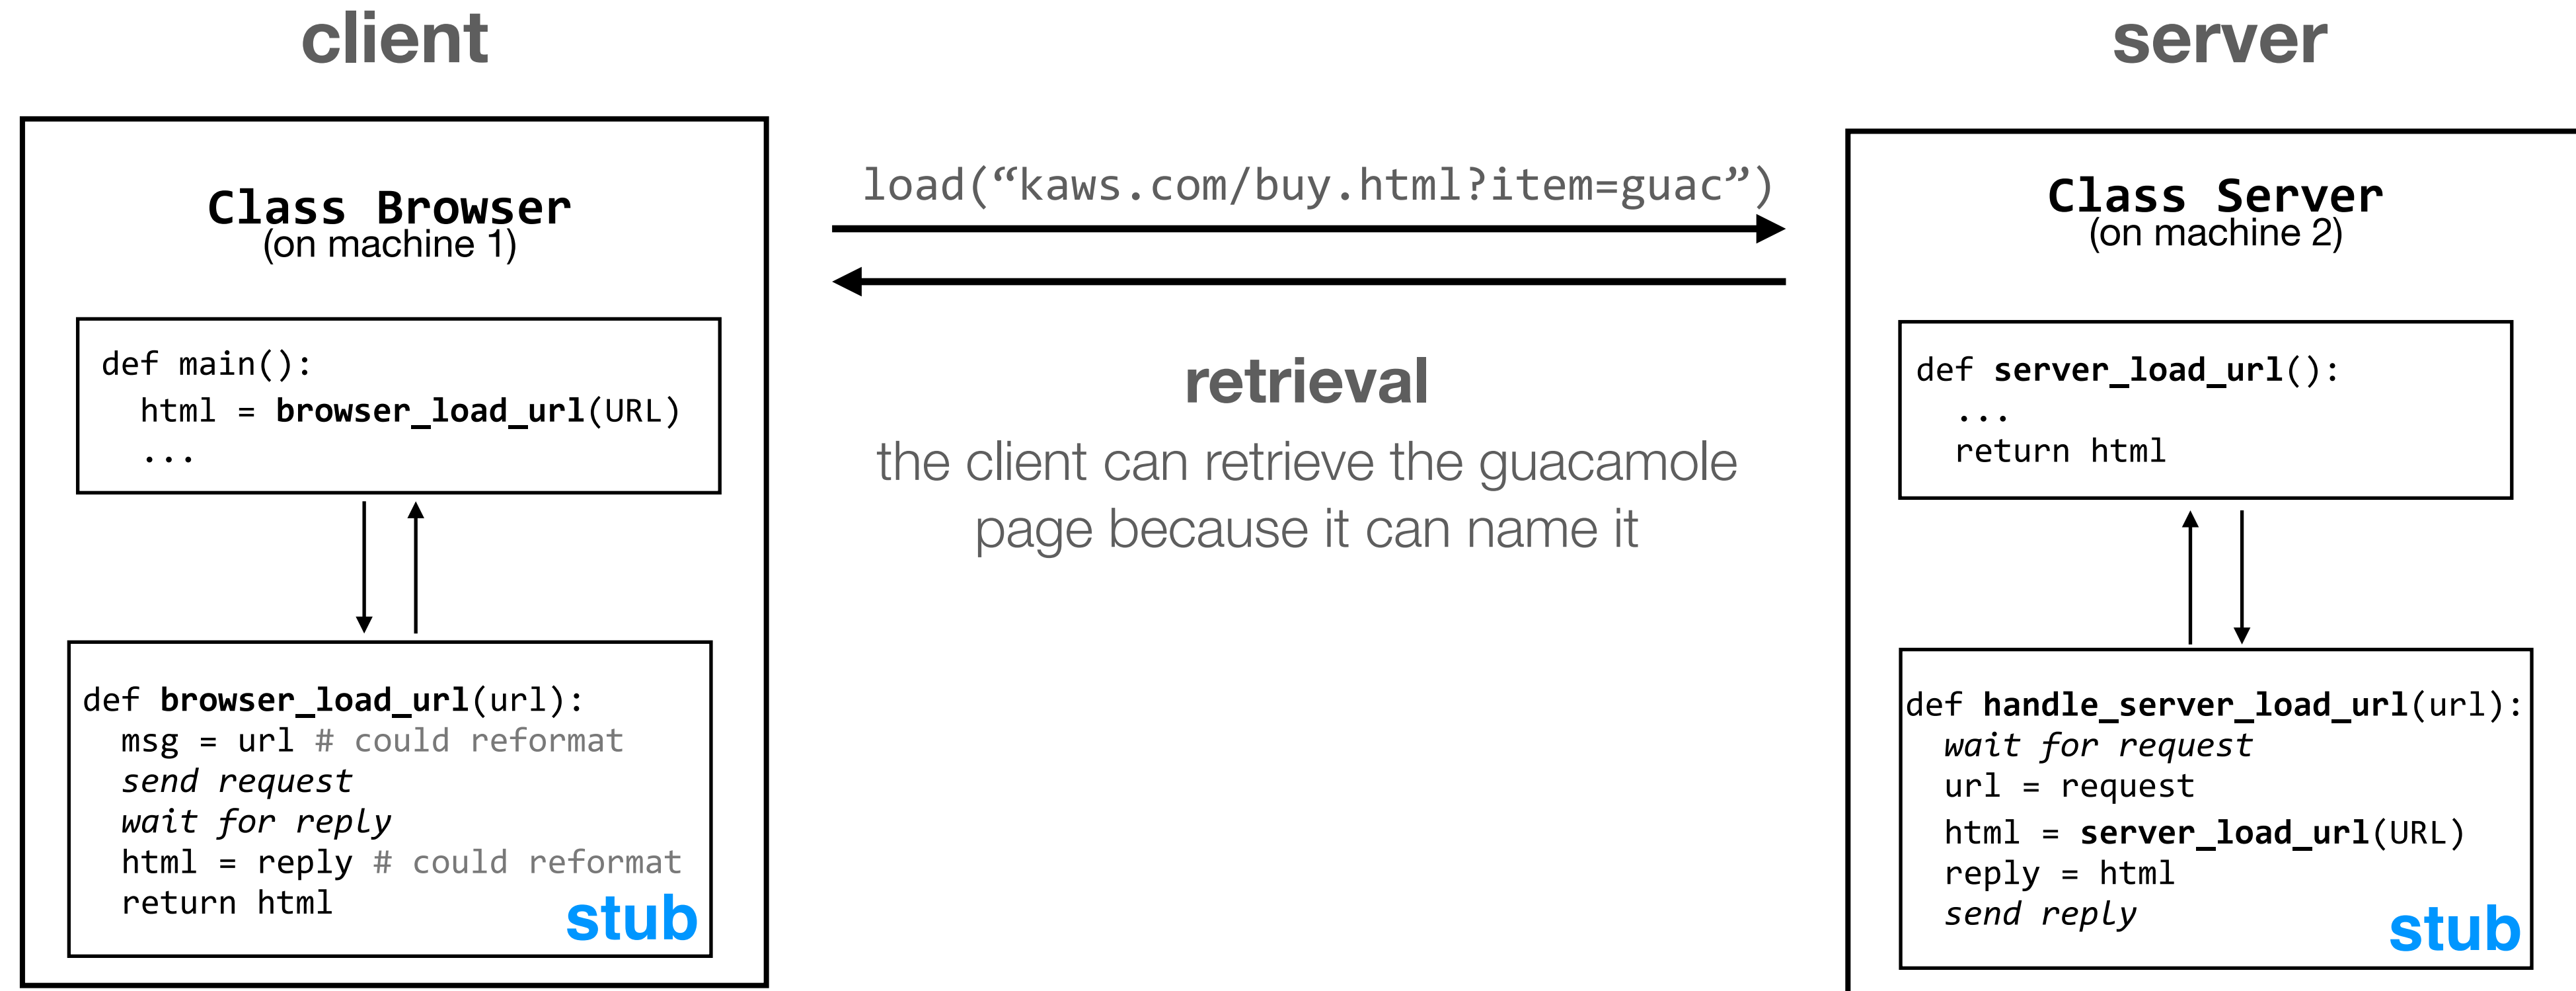 client
server
Class Browser
(on machine 1)
def main():
  html = browser_load_url(URL)
  ...
def browser_load_url(url):
  msg = url # could reformat
  send request
  wait for reply
  html = reply # could reformat
  return html
stub
load(“kaws.com/buy.html?item=guac”)
retrieval
the client can retrieve the guacamole
page because it can name it
Class Server
(on machine 2)
def server_load_url():
  ...
  return html
def handle_server_load_url(url):
  wait for request
  url = request
  html = server_load_url(URL)
  reply = html
  send reply
stub